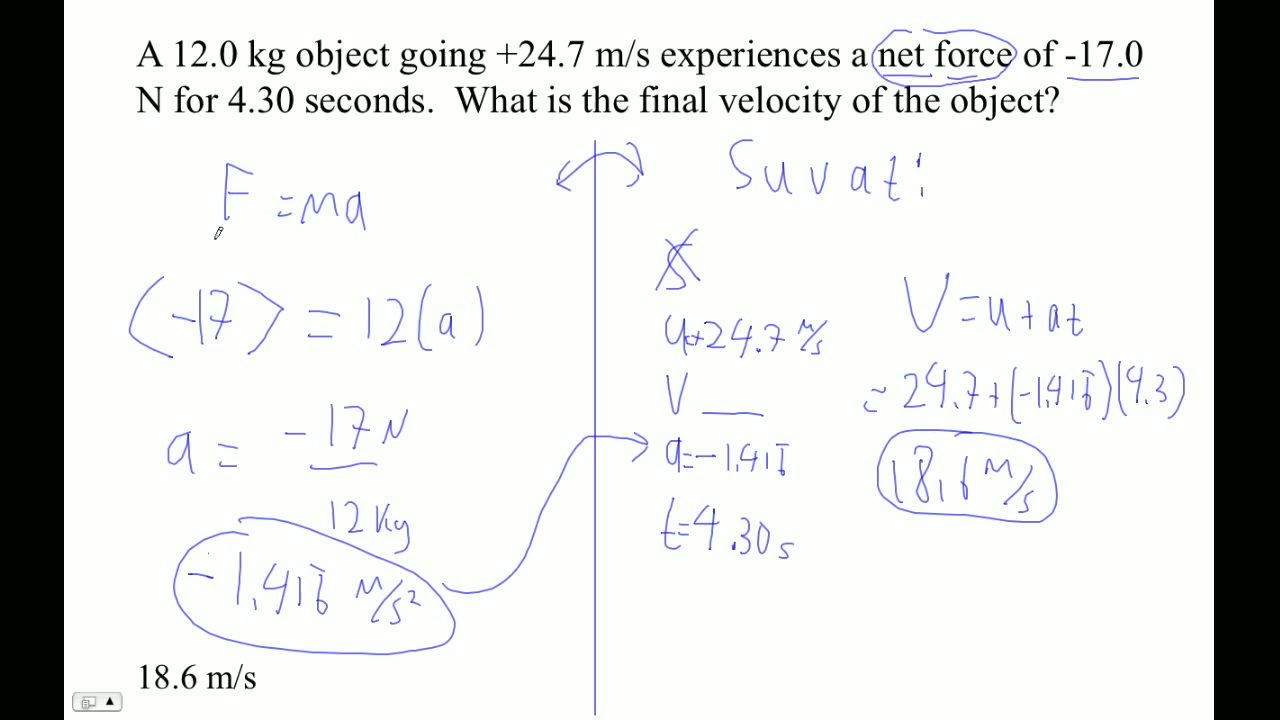 A 12.0 kg object going +24.7 m/s experiences a net force of -17.0
N for 4.30 seconds.  What is the final velocity of the object?
F = ma
(-17) = 12(a)
a = -17 N
12 Kg
-1.416̄ m/s²
Suvat:
S
u=+24.7 m/s
V __
a=-1.416̄
t=4.30 s
V = u + at
= 24.7+(-1.416̄)(4.3)
18.6 m/s
18.6 m/s